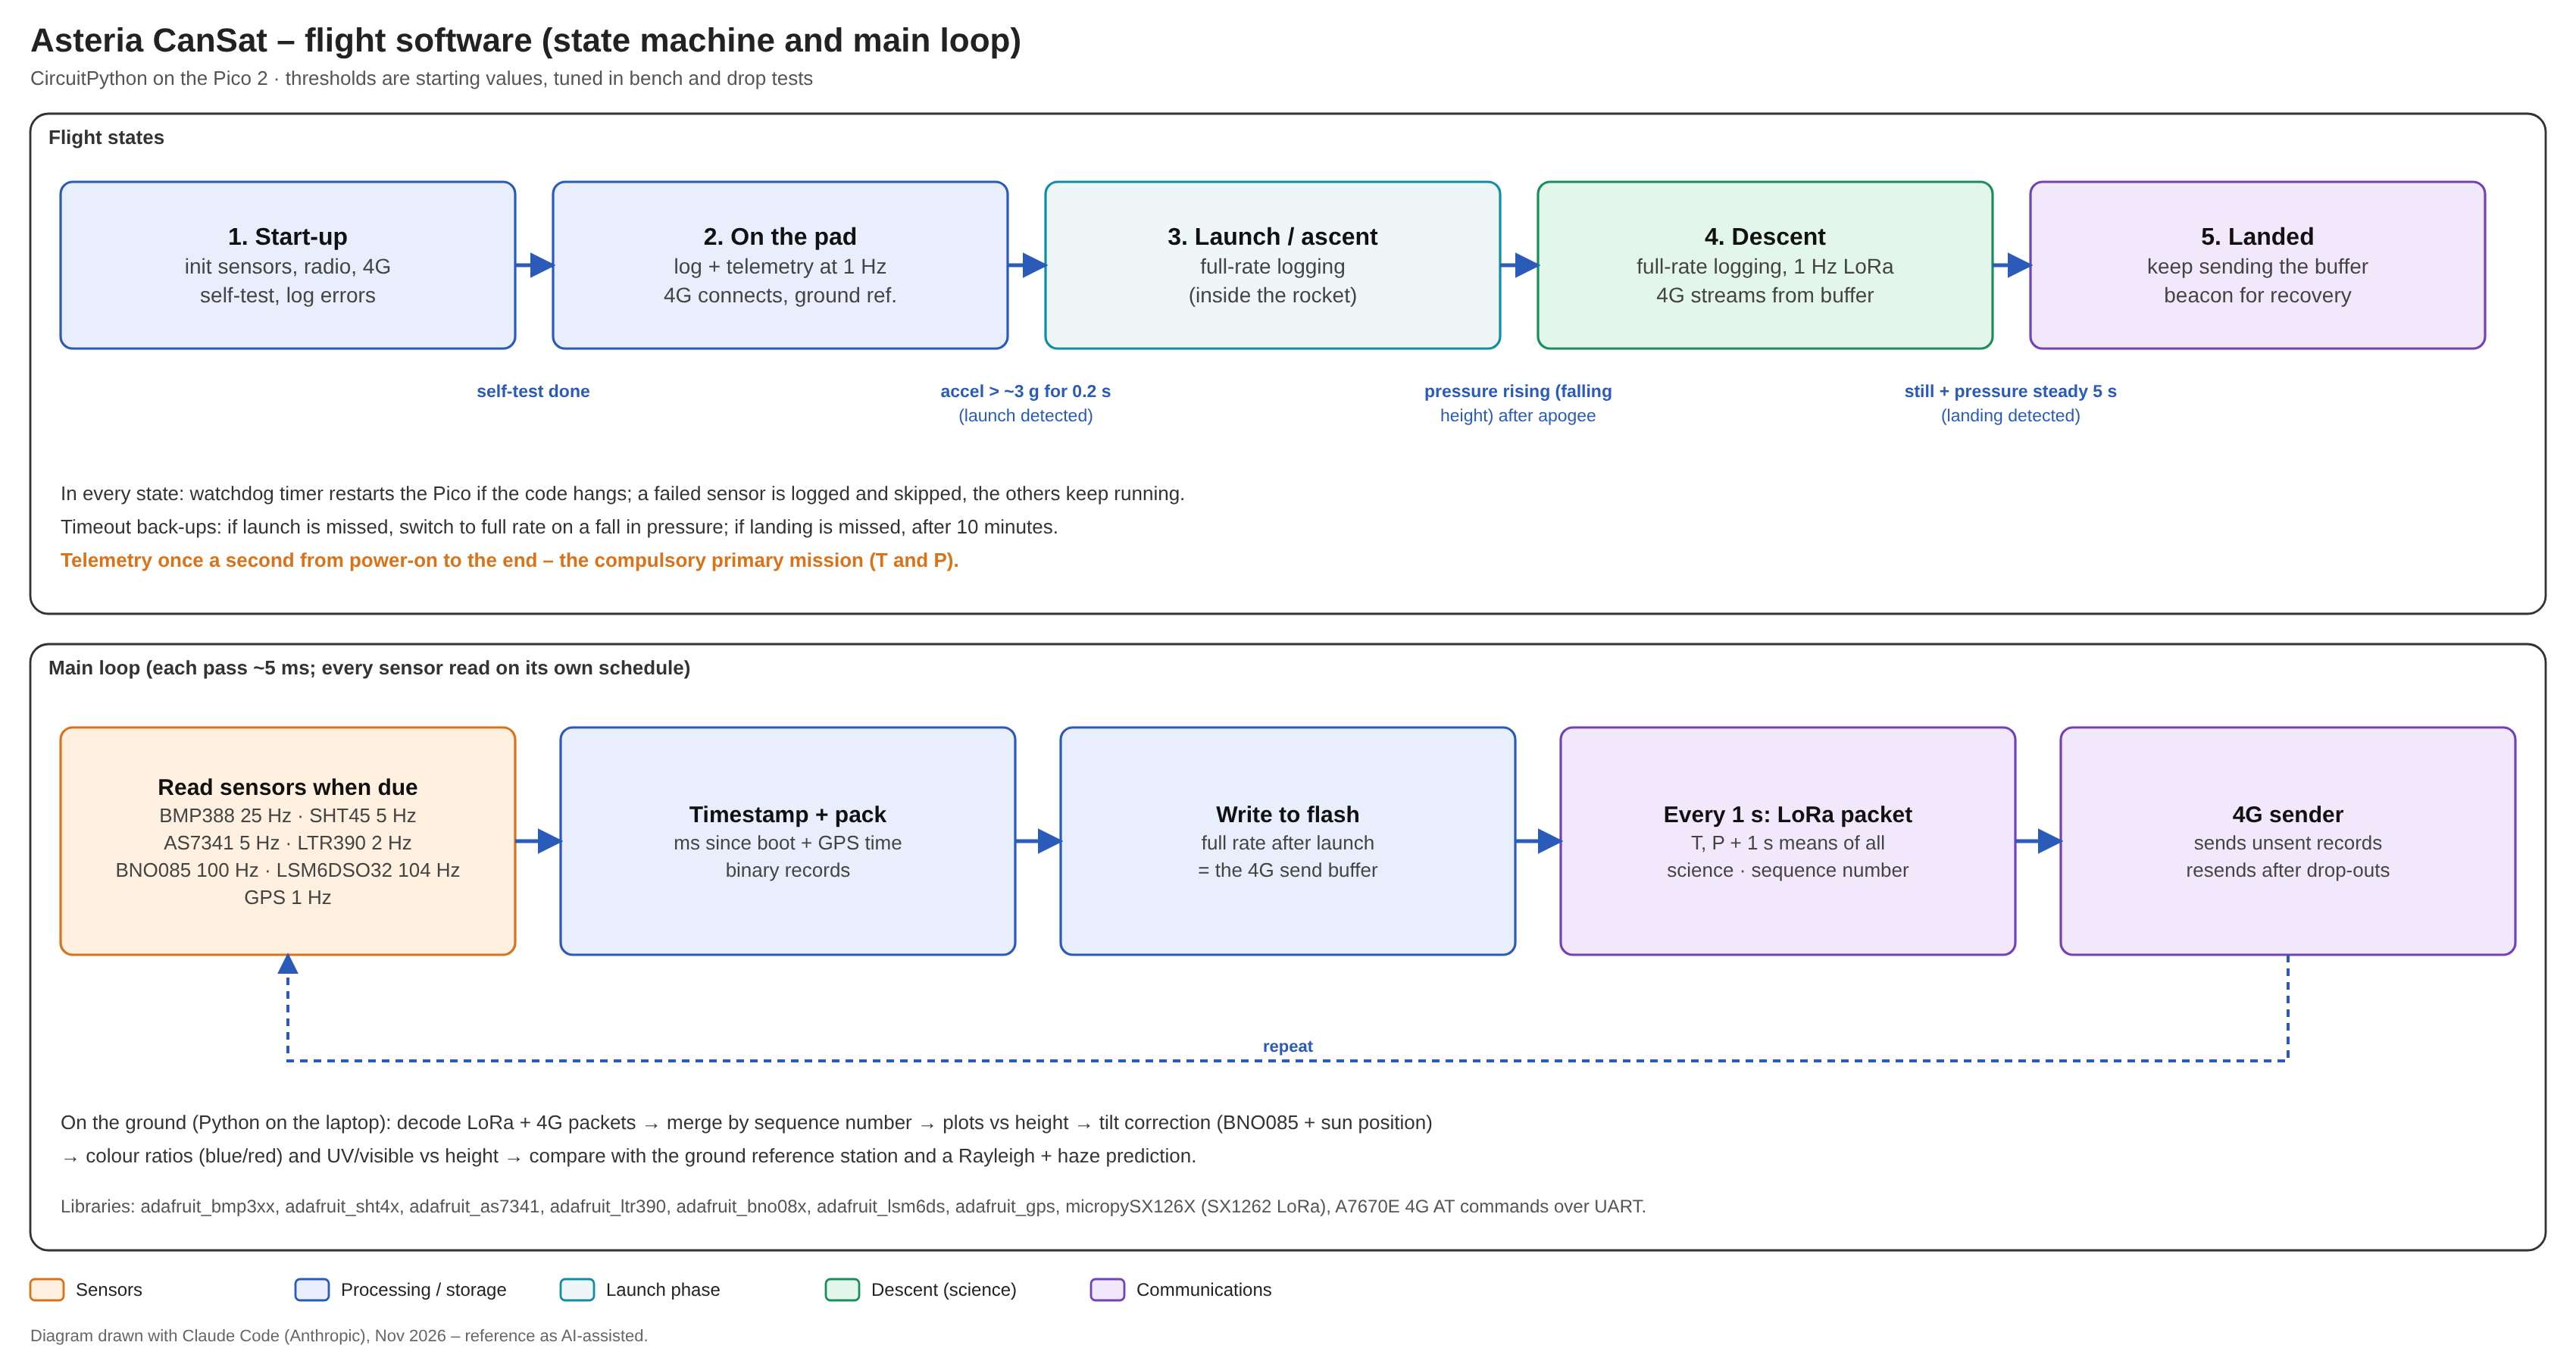 Asteria CanSat – flight software (state machine and main loop)
CircuitPython on the Pico 2 · thresholds are starting values, tuned in bench and drop tests
Flight states
1. Start-up
init sensors, radio, 4G
self-test, log errors
2. On the pad
log + telemetry at 1 Hz
4G connects, ground ref.
3. Launch / ascent
full-rate logging
(inside the rocket)
4. Descent
full-rate logging, 1 Hz LoRa
4G streams from buffer
5. Landed
keep sending the buffer
beacon for recovery
self-test done
accel > ~3 g for 0.2 s
(launch detected)
pressure rising (falling
height) after apogee
still + pressure steady 5 s
(landing detected)
In every state: watchdog timer restarts the Pico if the code hangs; a failed sensor is logged and skipped, the others keep running.
Timeout back-ups: if launch is missed, switch to full rate on a fall in pressure; if landing is missed, after 10 minutes.
Telemetry once a second from power-on to the end – the compulsory primary mission (T and P).
Main loop (each pass ~5 ms; every sensor read on its own schedule)
Read sensors when due
BMP388 25 Hz · SHT45 5 Hz
AS7341 5 Hz · LTR390 2 Hz
BNO085 100 Hz · LSM6DSO32 104 Hz
GPS 1 Hz
Timestamp + pack
ms since boot + GPS time
binary records
Write to flash
full rate after launch
= the 4G send buffer
Every 1 s: LoRa packet
T, P + 1 s means of all
science · sequence number
4G sender
sends unsent records
resends after drop-outs
repeat
On the ground (Python on the laptop): decode LoRa + 4G packets → merge by sequence number → plots vs height → tilt correction (BNO085 + sun position)
→ colour ratios (blue/red) and UV/visible vs height → compare with the ground reference station and a Rayleigh + haze prediction.
Libraries: adafruit_bmp3xx, adafruit_sht4x, adafruit_as7341, adafruit_ltr390, adafruit_bno08x, adafruit_lsm6ds, adafruit_gps, micropySX126X (SX1262 LoRa), A7670E 4G AT commands over UART.
Sensors
Processing / storage
Launch phase
Descent (science)
Communications
Diagram drawn with Claude Code (Anthropic), Nov 2026 – reference as AI-assisted.